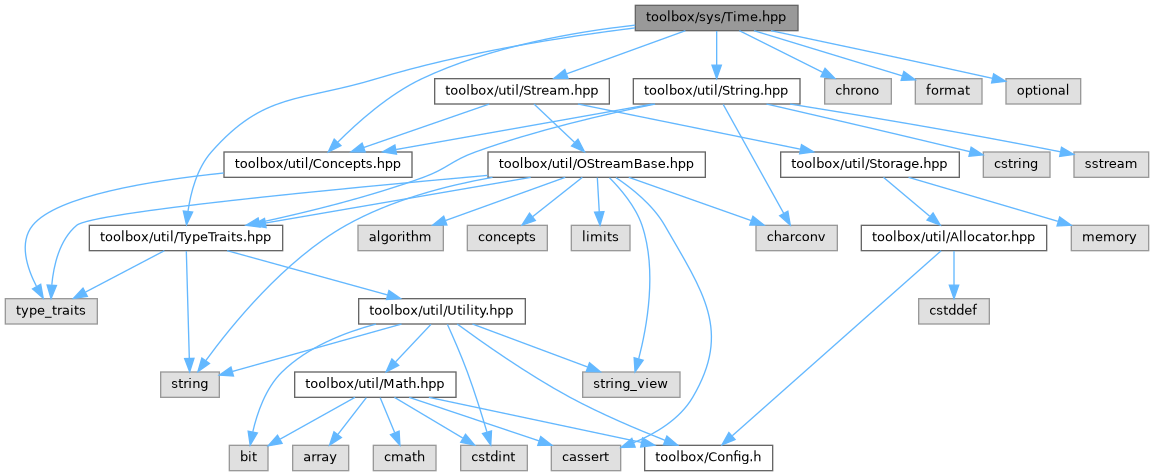 toolbox/sys/Time.hpp
toolbox/util/Stream.hpp
toolbox/util/String.hpp
chrono
format
optional
toolbox/util/Concepts.hpp
toolbox/util/OStreamBase.hpp
toolbox/util/Storage.hpp
cstring
sstream
toolbox/util/TypeTraits.hpp
algorithm
concepts
limits
charconv
toolbox/util/Allocator.hpp
memory
type_traits
toolbox/util/Utility.hpp
cstddef
string
toolbox/util/Math.hpp
string_view
bit
array
cmath
cstdint
cassert
toolbox/Config.h